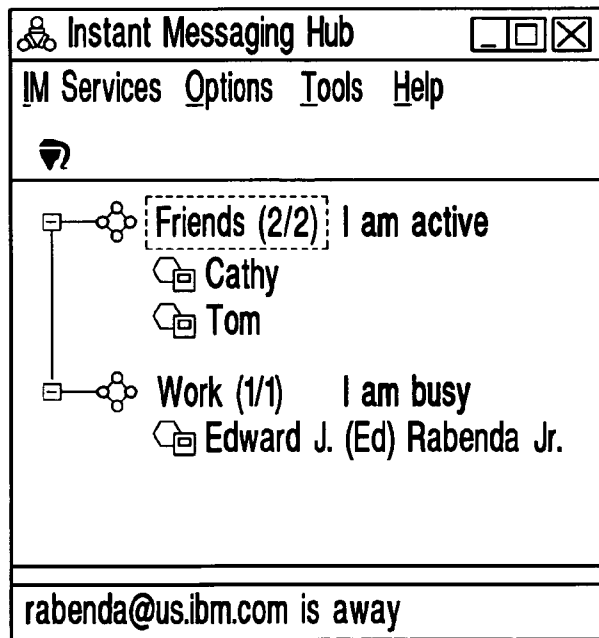 Instant Messaging Hub
IM Services Options Tools Help
Friends (2/2) I am active
Cathy
Tom
Work (1/1) I am busy
Edward J. (Ed) Rabenda Jr.
rabenda@us.ibm.com is away